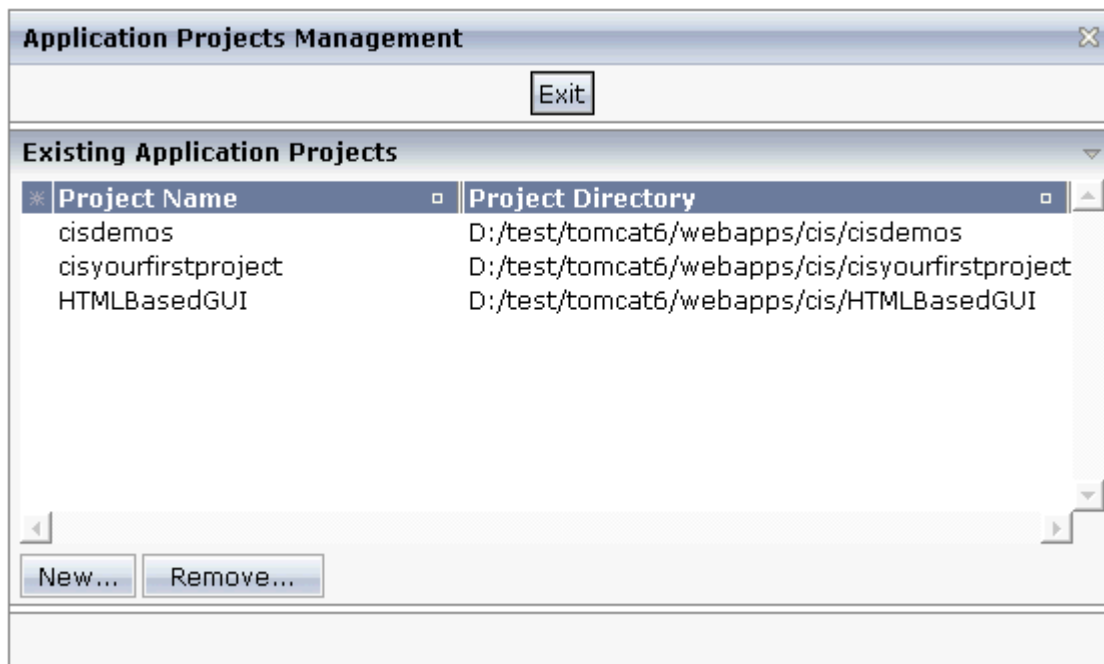 Application Projects Management
Exit
Existing Application Projects
Project Name Project Directory
cisdemos D:/test/tomcat6/webapps/cis/cisdemos
cisyourfirstproject D:/test/tomcat6/webapps/cis/cisyourfirstproject
HTMLBasedGUI D:/test/tomcat6/webapps/cis/HTMLBasedGUI
New... Remove...